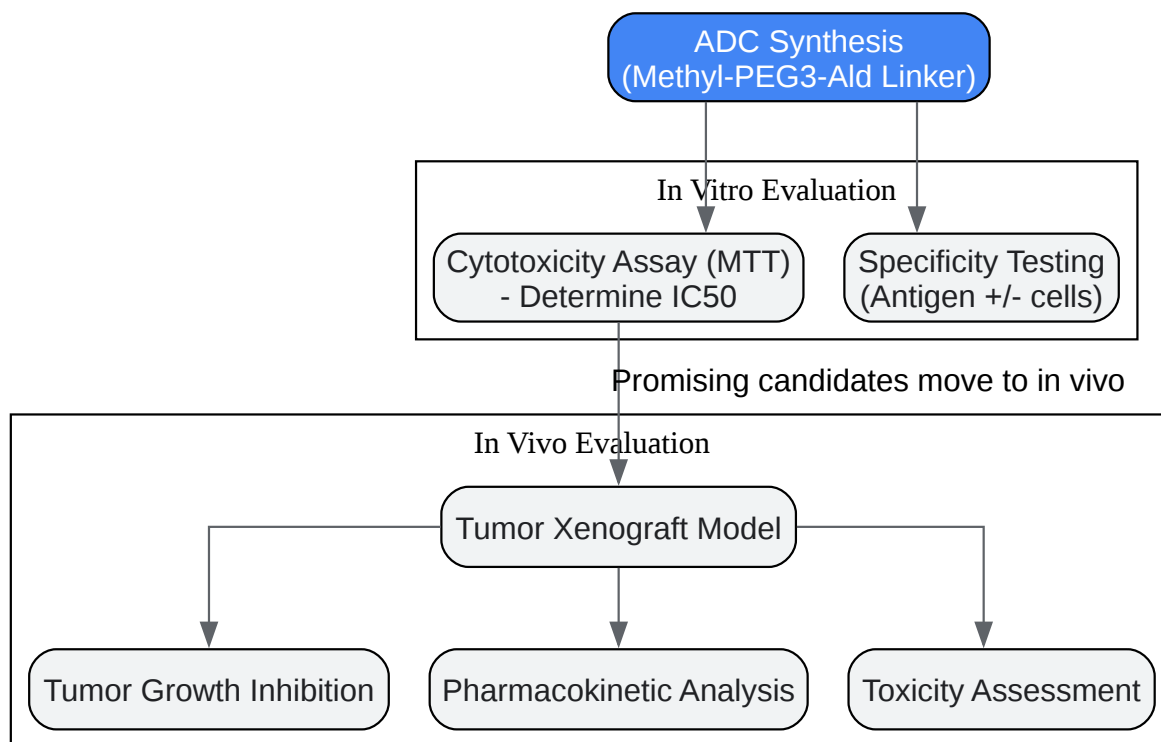 ADC Synthesis
(Methyl-PEG3-Ald Linker)
In Vitro Evaluation
Cytotoxicity Assay (MTT)
- Determine IC50
Specificity Testing
(Antigen +/- cells)
Promising candidates move to in vivo
In Vivo Evaluation
Tumor Xenograft Model
Tumor Growth Inhibition
Pharmacokinetic Analysis
Toxicity Assessment